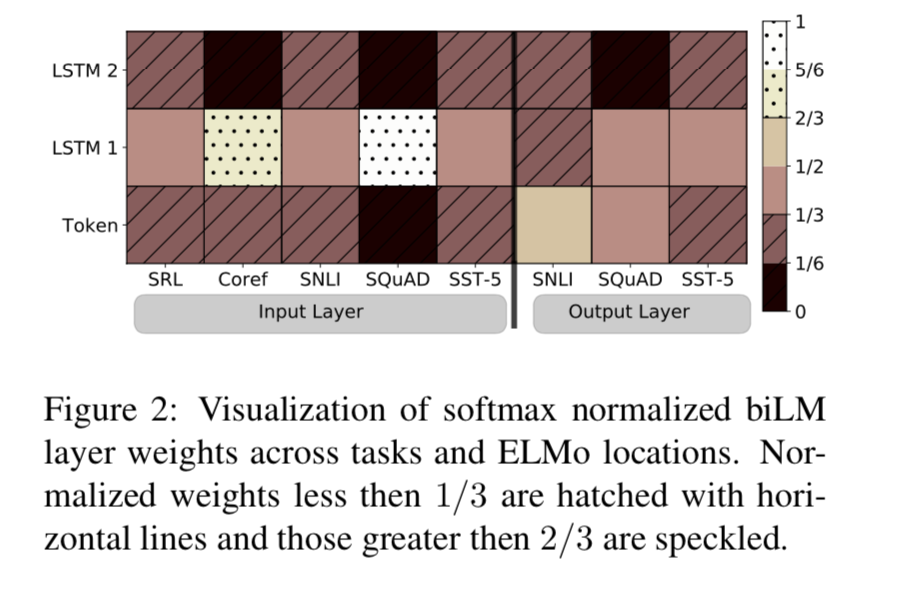 1
LSTM 2
5/6
2/3
LSTM 1
1/2
1/3
Token
1/6
0
SRL Coref SNLI SQuAD SST-5 SNLI SQuAD SST-5
Input Layer Output Layer
Figure 2: Visualization of softmax normalized biLM
layer weights across tasks and ELMo locations. Nor-
malized weights less then 1/3 are hatched with hori-
zontal lines and those greater then 2/3 are speckled.